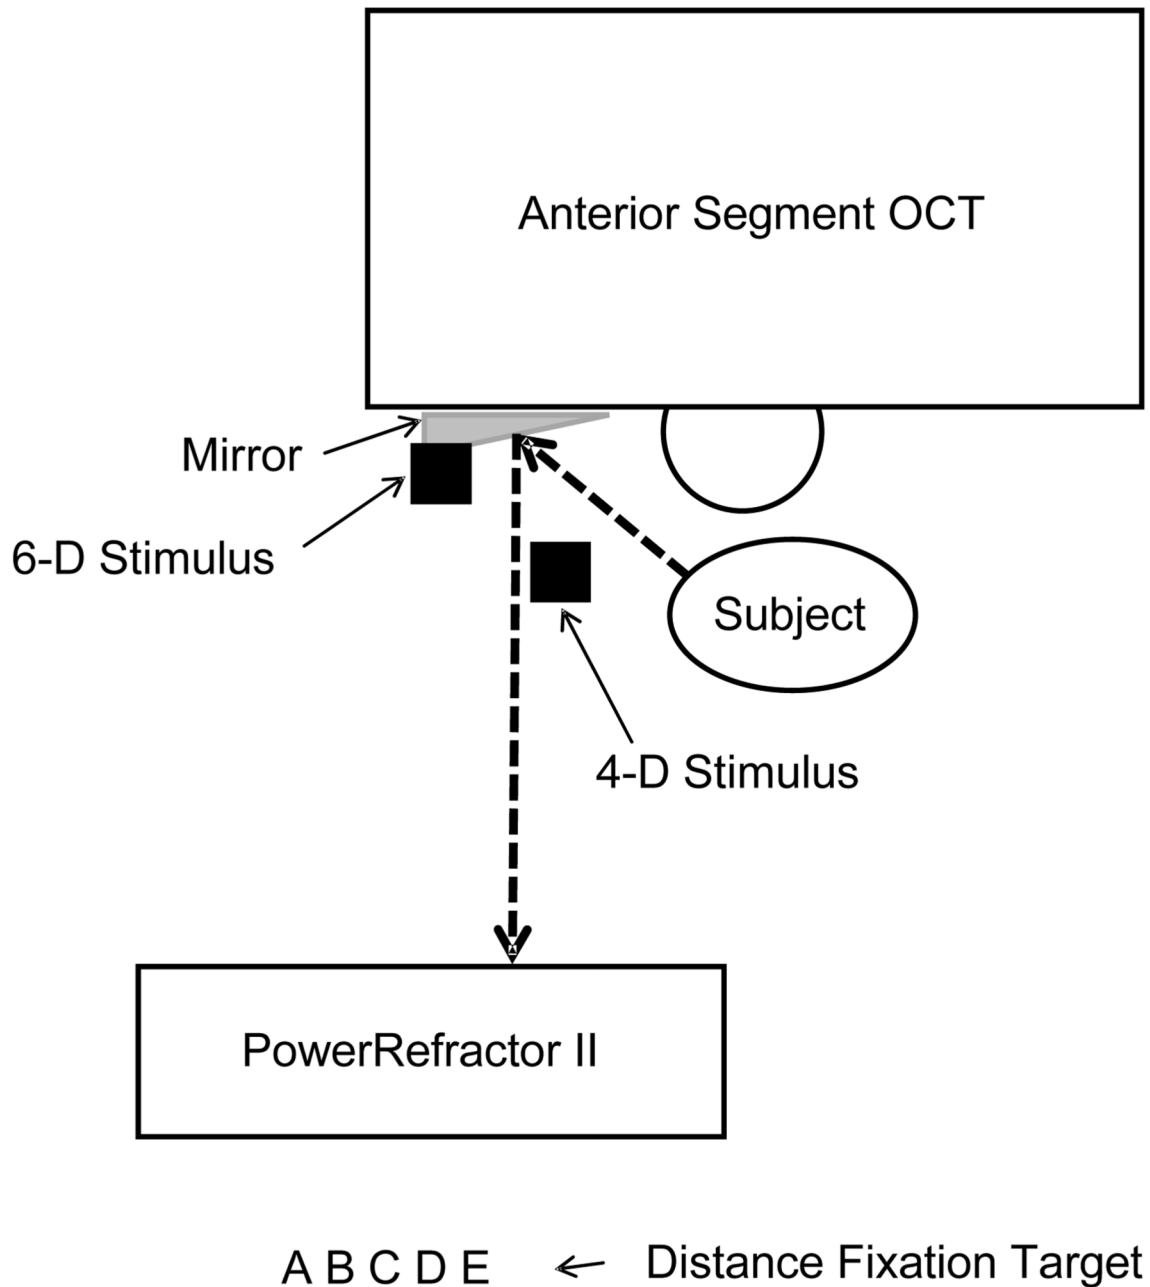 Anterior Segment OCT
Mirror
6-D Stimulus
Subject
4-D Stimulus
PowerRefractor II
A B C D E
Distance Fixation Target